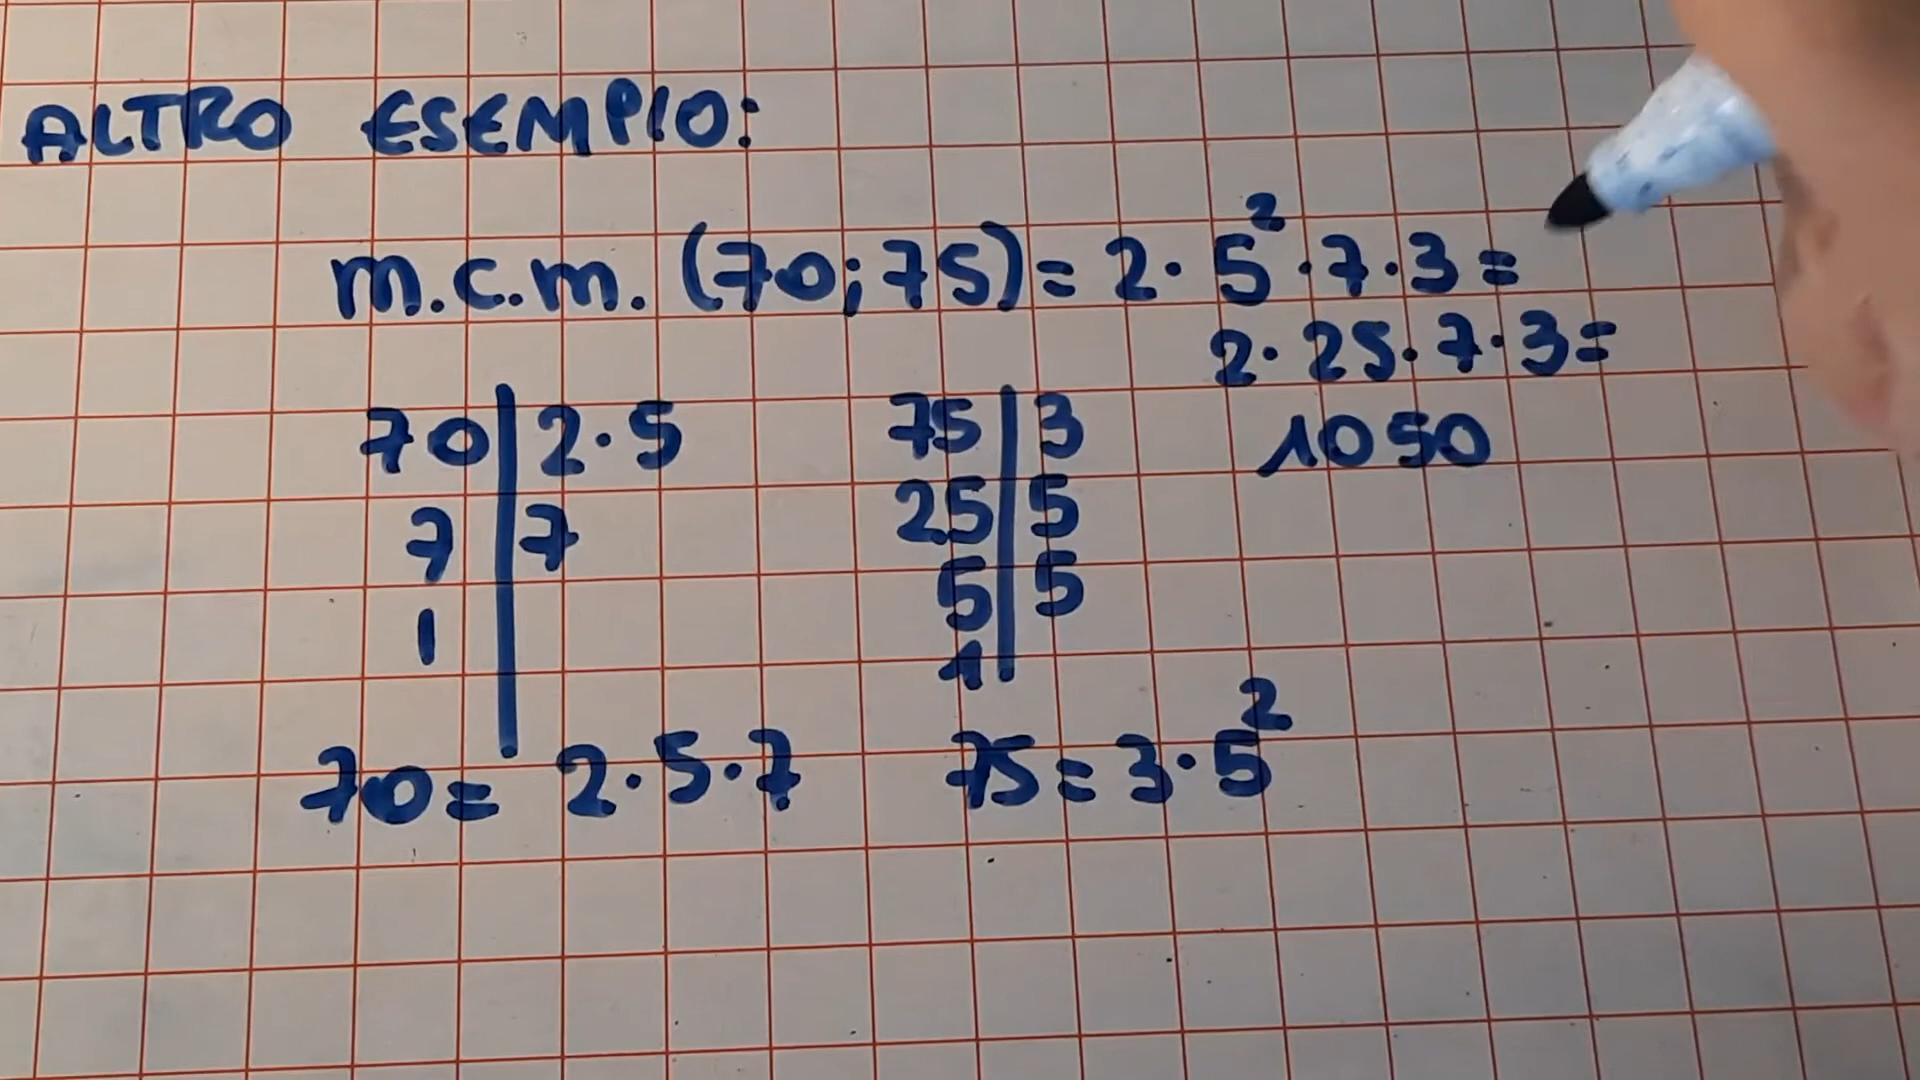 ALTRO ESEMPIO:
m.c.m. (70;75) = 2 · 5² · 7 · 3 =
2 · 25 · 7 · 3 =
1050
70 | 2 · 5
7 | 7
1
75 | 3
25 | 5
5 | 5
1
70 = 2 · 5 · 7
75 = 3 · 5²